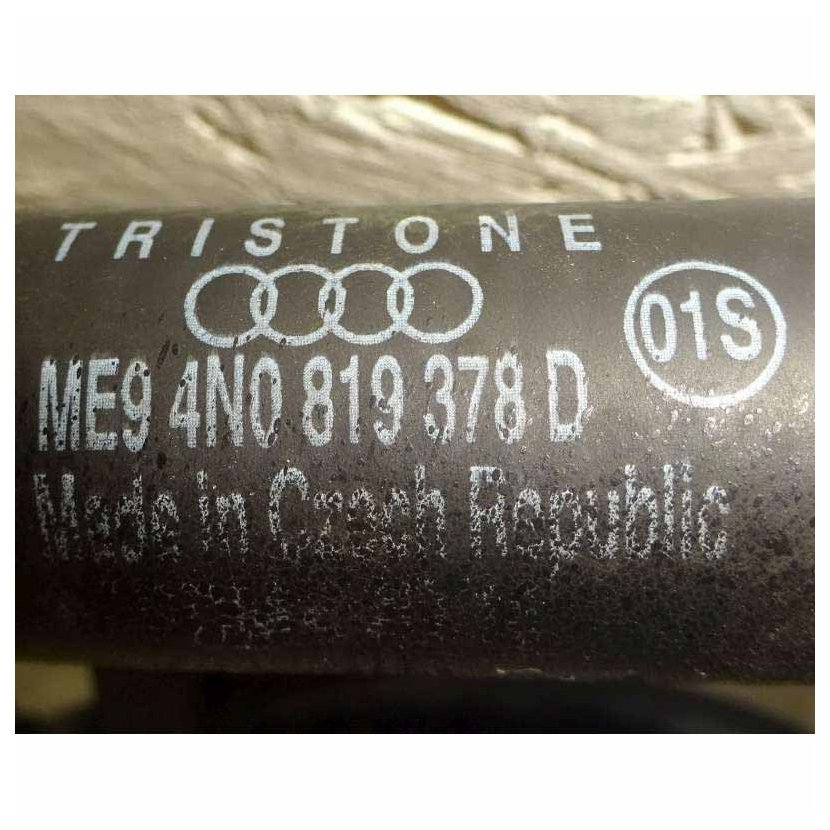 TRISTONE
01S
ME9 4N0 819 378 D
Made in Czech Republic